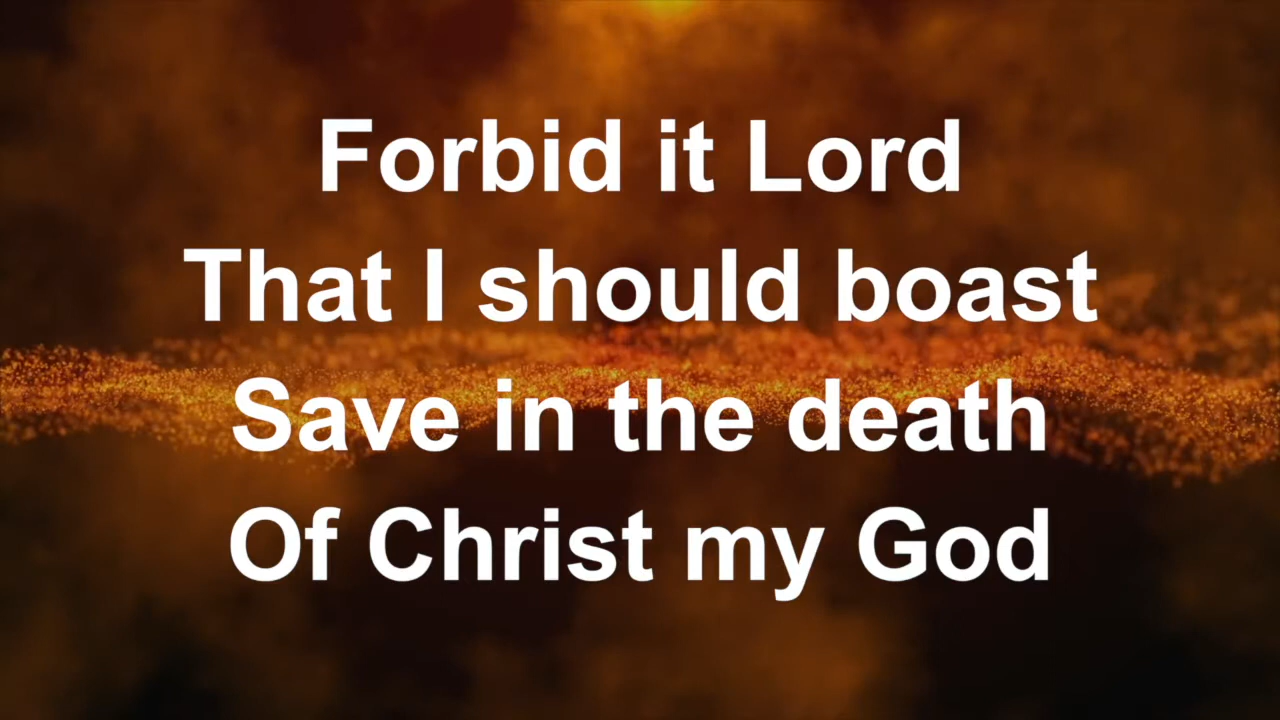 Forbid it Lord
That I should boast
Save in the death
Of Christ my God